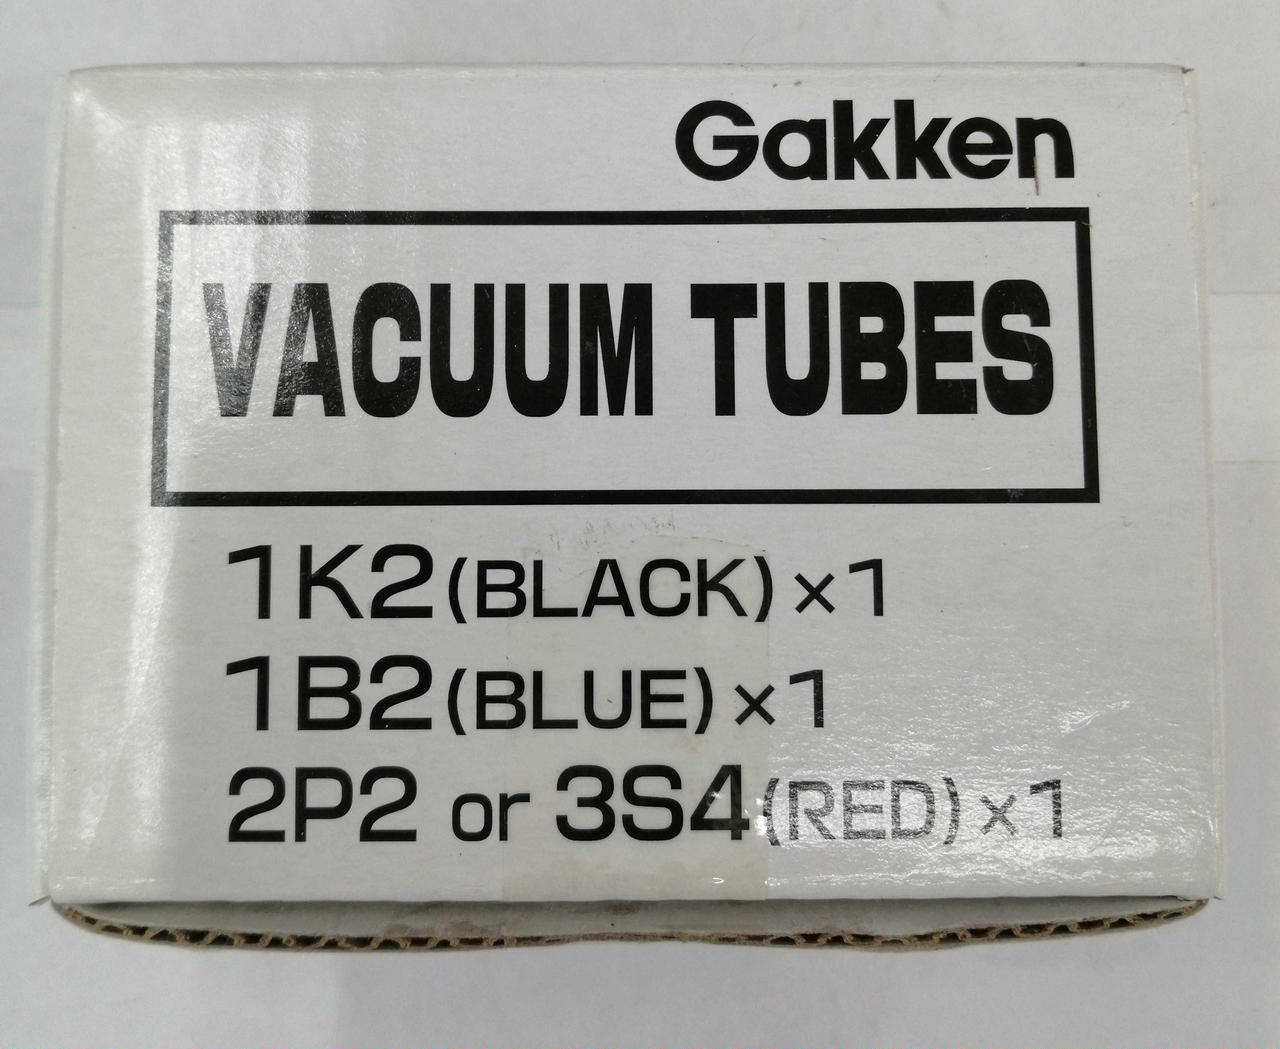 Gakken
VACUUM TUBES
1K2(BLACK)×1
1B2(BLUE)×1
2P2 or 3S4(RED)×1